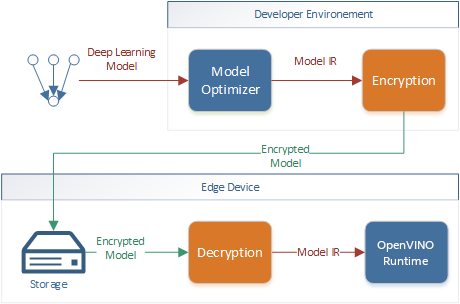 Developer Environement
Deep Learning
Model
Model
Optimizer
Model IR
Encryption
Encrypted
Model
Edge Device
Storage
Encrypted
Model
Decryption
Model IR
OpenVINO
Runtime